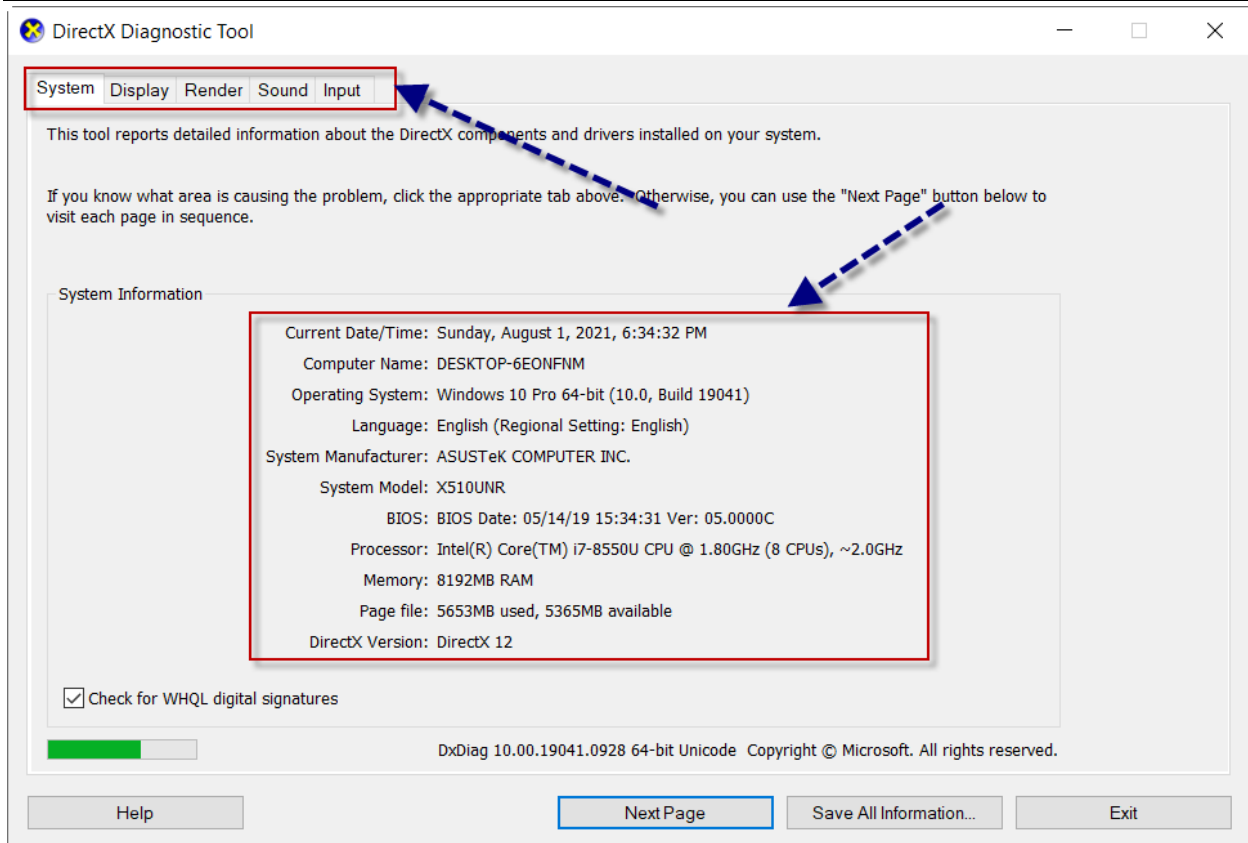 DirectX Diagnostic Tool
System Display Render Sound Input
This tool reports detailed information about the DirectX components and drivers installed on your system.
If you know what area is causing the problem, click the appropriate tab above. Otherwise, you can use the "Next Page" button below to
visit each page in sequence.
System Information
Current Date/Time: Sunday, August 1, 2021, 6:34:32 PM
Computer Name: DESKTOP-6EONFNM
Operating System: Windows 10 Pro 64-bit (10.0, Build 19041)
Language: English (Regional Setting: English)
System Manufacturer: ASUSTeK COMPUTER INC.
System Model: X510UNR
BIOS: BIOS Date: 05/14/19 15:34:31 Ver: 05.0000C
Processor: Intel(R) Core(TM) i7-8550U CPU @ 1.80GHz (8 CPUs), ~2.0GHz
Memory: 8192MB RAM
Page file: 5653MB used, 5365MB available
DirectX Version: DirectX 12
Check for WHQL digital signatures
DxDiag 10.00.19041.0928 64-bit Unicode Copyright © Microsoft. All rights reserved.
Help Next Page Save All Information... Exit